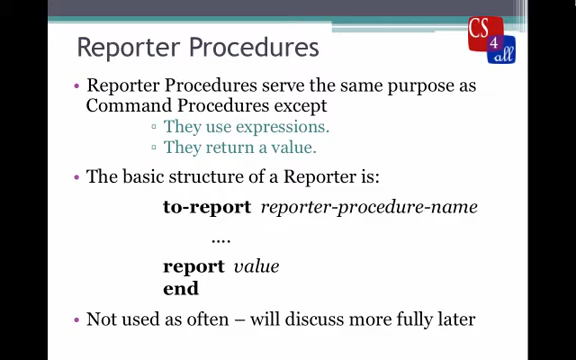 Reporter Procedures
CS
4
all
• Reporter Procedures serve the same purpose as
Command Procedures except
▫ They use expressions.
▫ They return a value.
• The basic structure of a Reporter is:
to-report reporter-procedure-name
....
report value
end
• Not used as often – will discuss more fully later